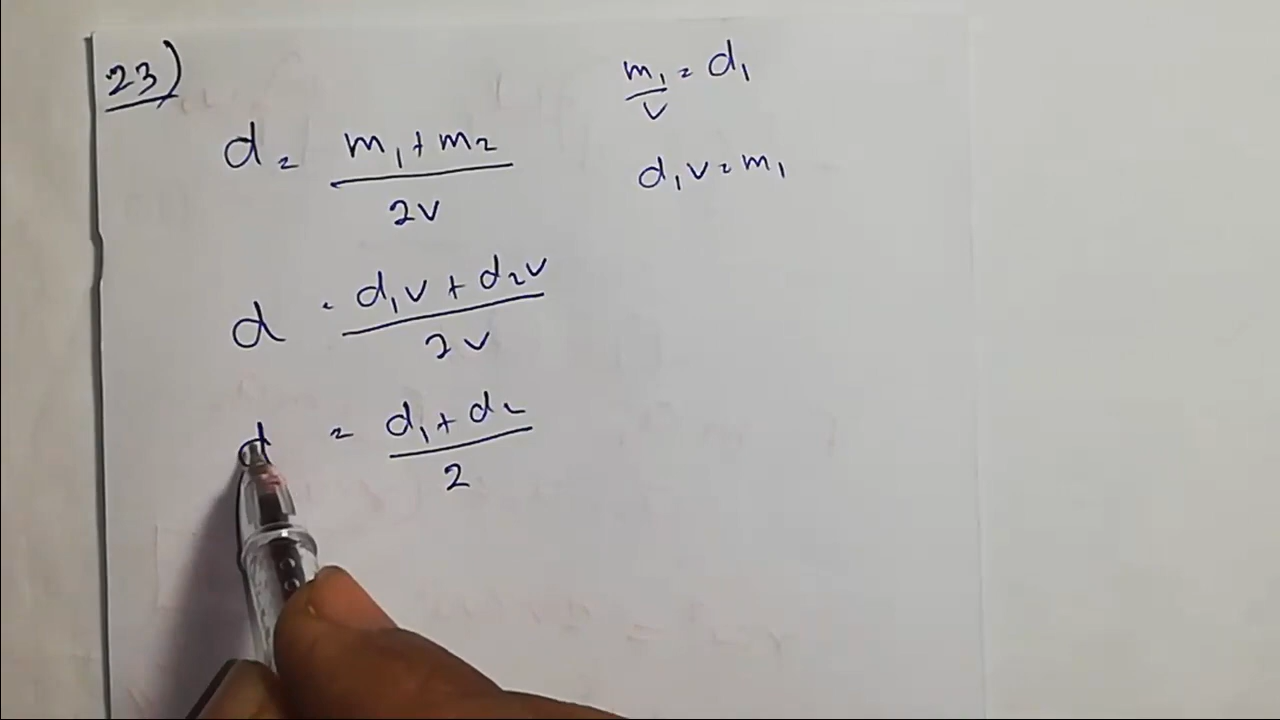 23)
d = m₁ + m₂
2v
d = d₁v + d₂v
2v
d = d₁ + d₂
2
m₁ = d₁
v
d₁v = m₁